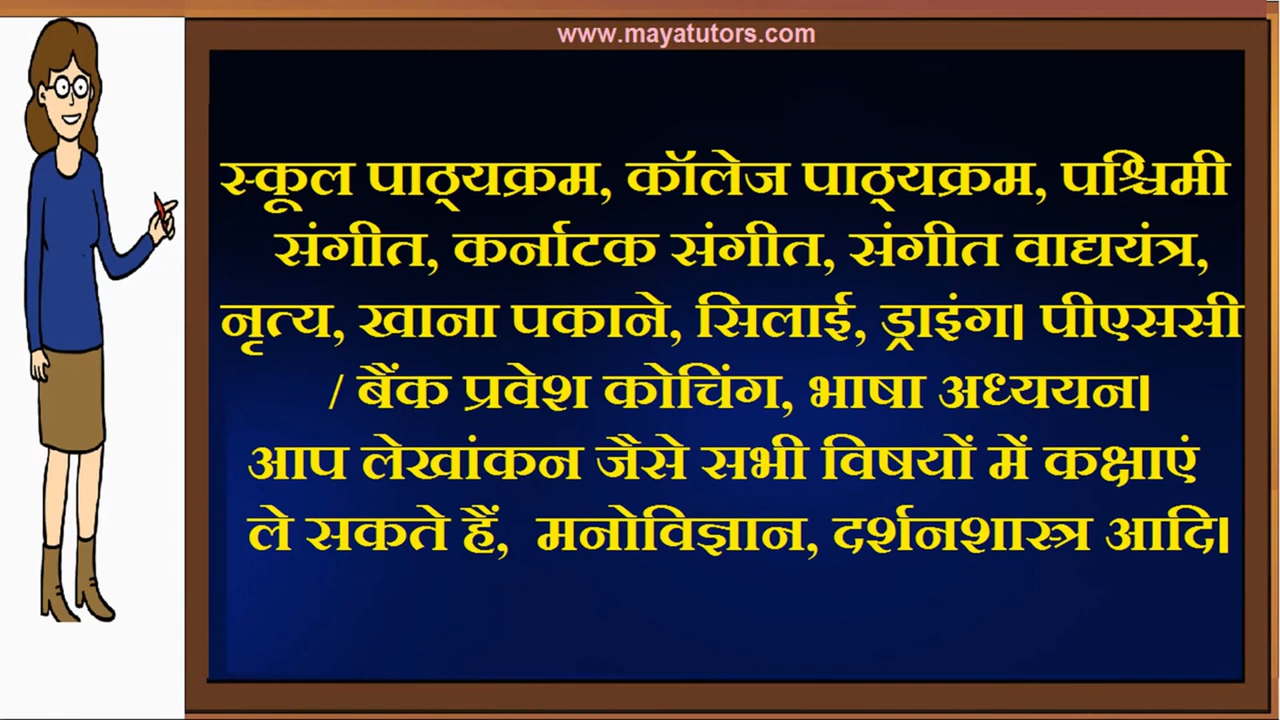 www.mayatutors.com
स्कूल पाठ्यक्रम, कॉलेज पाठ्यक्रम, पश्चिमी
संगीत, कर्नाटक संगीत, संगीत वाद्ययंत्र,
नृत्य, खाना पकाने, सिलाई, ड्राइंग। पीएससी
/ बैंक प्रवेश कोचिंग, भाषा अध्ययन।
आप लेखांकन जैसे सभी विषयों में कक्षाएं
ले सकते हैं, मनोविज्ञान, दर्शनशास्त्र आदि।